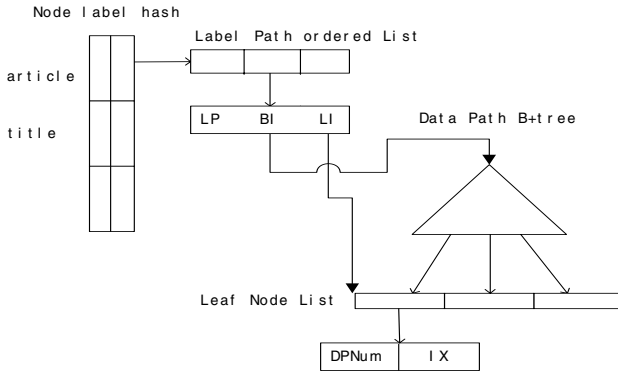 Node label hash
Label Path ordered List
article
LP BI LI
Data Path B+tree
title
Leaf Node List
DPNum IX